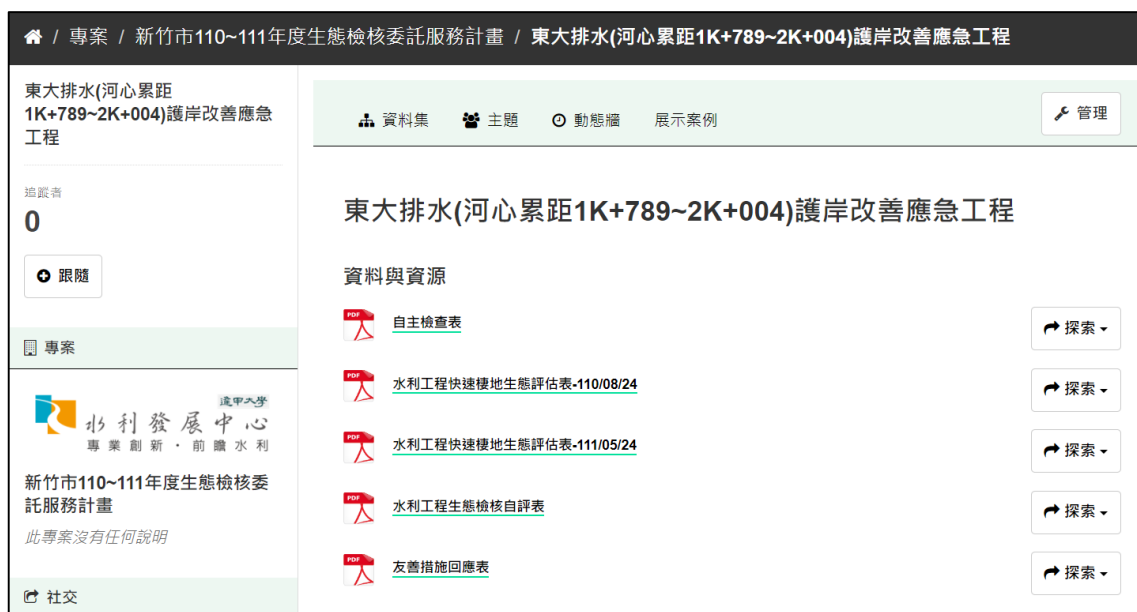 / 專案 / 新竹市110~111年度生態檢核委託服務計畫 / 東大排水(河心累距1K+789~2K+004)護岸改善應急工程
東大排水(河心累距
1K+789~2K+004)護岸改善應急
工程
追蹤者
0
跟隨
專案
逢甲大學
水利發展中心
專業創新・前瞻水利
新竹市110~111年度生態檢核委
託服務計畫
此專案沒有任何說明
社交
資料集 主題 動態牆 展示案例 管理
東大排水(河心累距1K+789~2K+004)護岸改善應急工程
資料與資源
PDF 自主檢查表 探索
PDF 水利工程快速棲地生態評估表-110/08/24 探索
PDF 水利工程快速棲地生態評估表-111/05/24 探索
PDF 水利工程生態檢核自評表 探索
PDF 友善措施回應表 探索